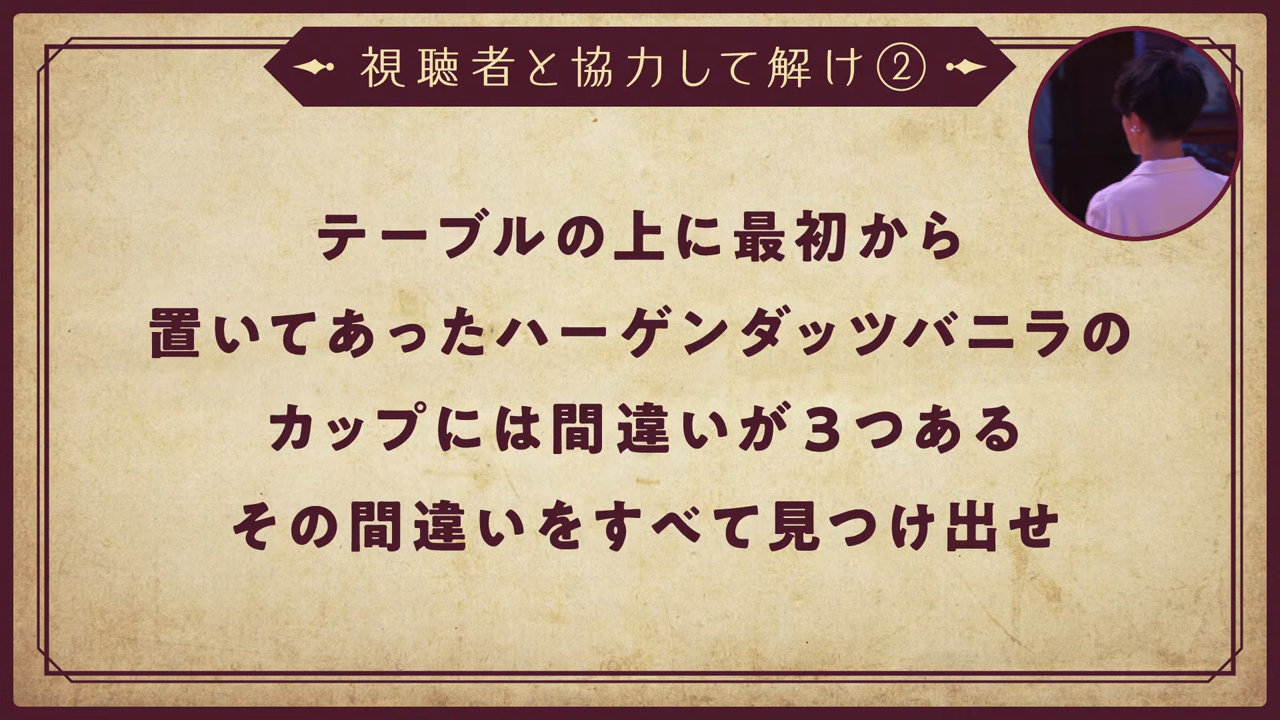 視聴者と協力して解け②
テーブルの上に最初から
置いてあったハーゲンダッツバニラの
カップには間違いが３つある
その間違いをすべて見つけ出せ